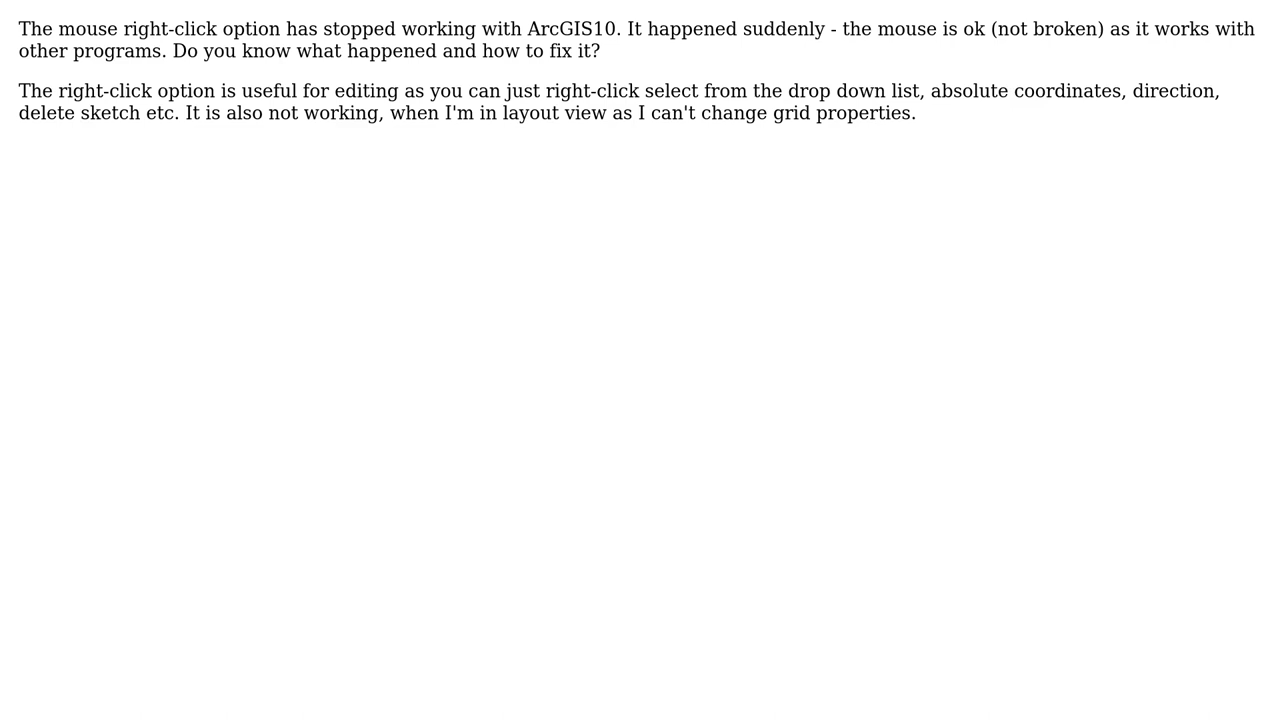 The mouse right-click option has stopped working with ArcGIS10. It happened suddenly - the mouse is ok (not broken) as it works with
other programs. Do you know what happened and how to fix it?
The right-click option is useful for editing as you can just right-click select from the drop down list, absolute coordinates, direction,
delete sketch etc. It is also not working, when I'm in layout view as I can't change grid properties.